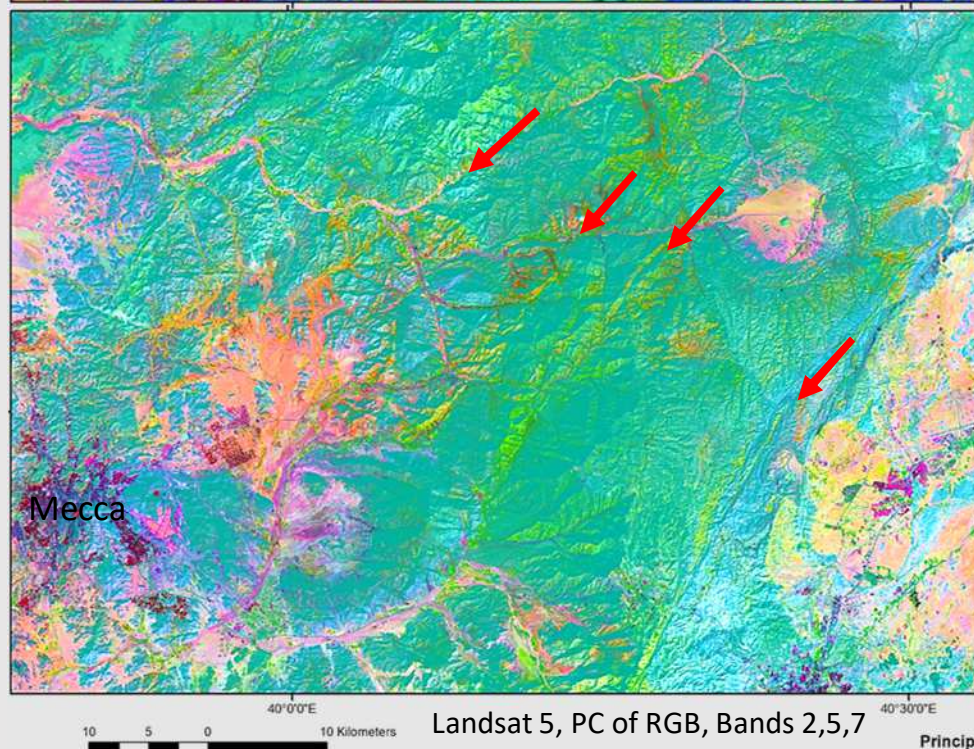 Mecca
40°0'0"E
40°30'0"E
10 5 0 10 Kilometers
Landsat 5, PC of RGB, Bands 2,5,7
Princip